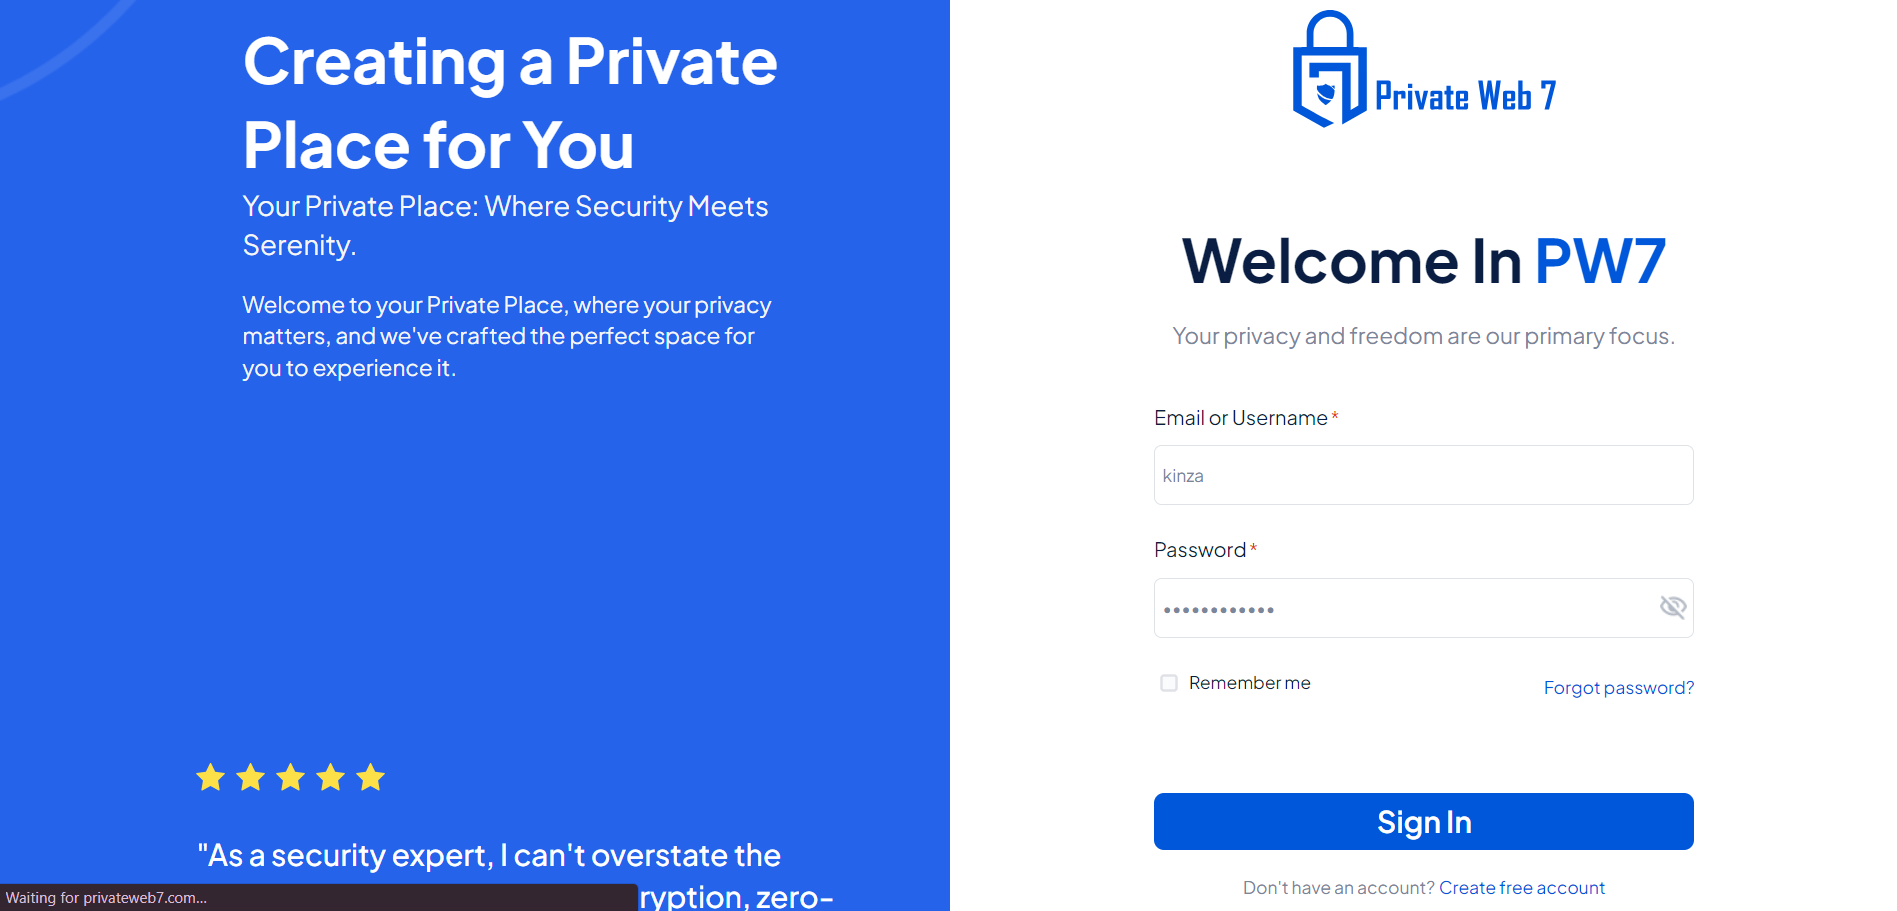 Creating a Private
Place for You
Your Private Place: Where Security Meets
Serenity.
Welcome to your Private Place, where your privacy
matters, and we've crafted the perfect space for
you to experience it.
"As a security expert, I can't overstate the
ryption, zero-
Waiting for privateweb7.com...
Private Web 7
Welcome In PW7
Your privacy and freedom are our primary focus.
Email or Username *
kinza
Password *
Remember me
Forgot password?
Sign In
Don't have an account? Create free account